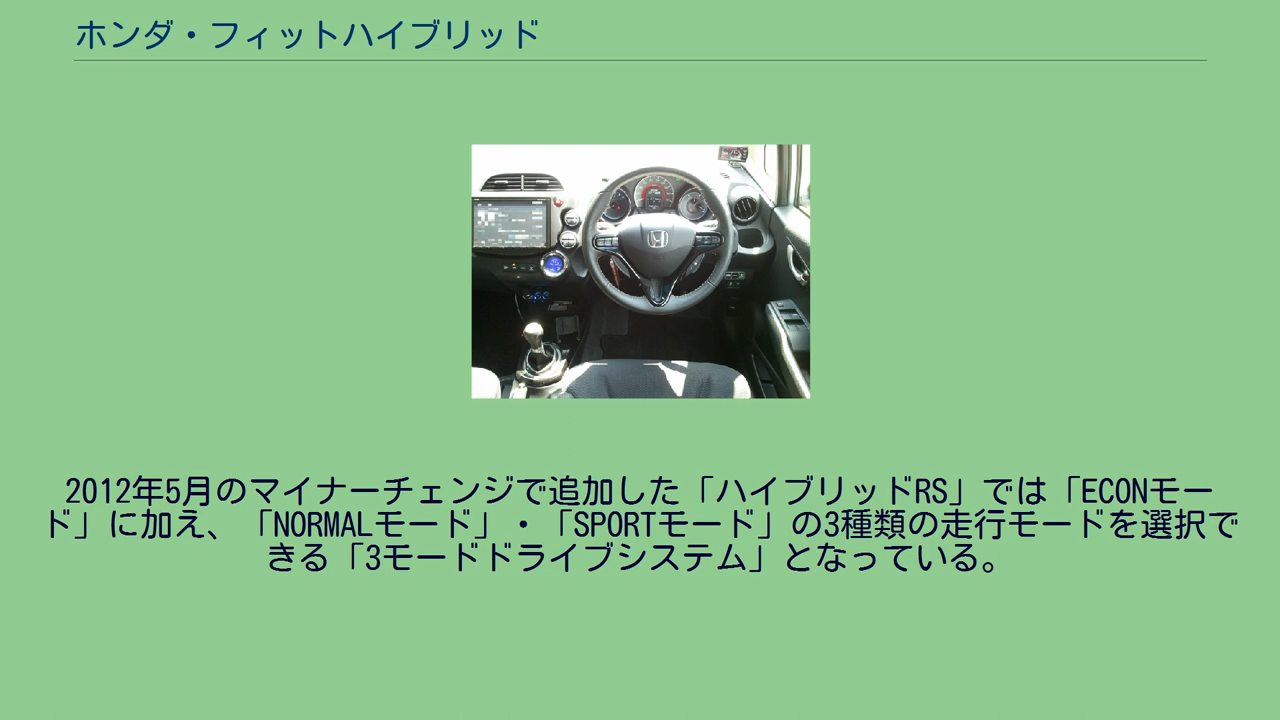 ホンダ・フィットハイブリッド
2012年5月のマイナーチェンジで追加した「ハイブリッドRS」では「ECONモー
ド」に加え、「NORMALモード」・「SPORTモード」の3種類の走行モードを選択で
きる「3モードドライブシステム」となっている。